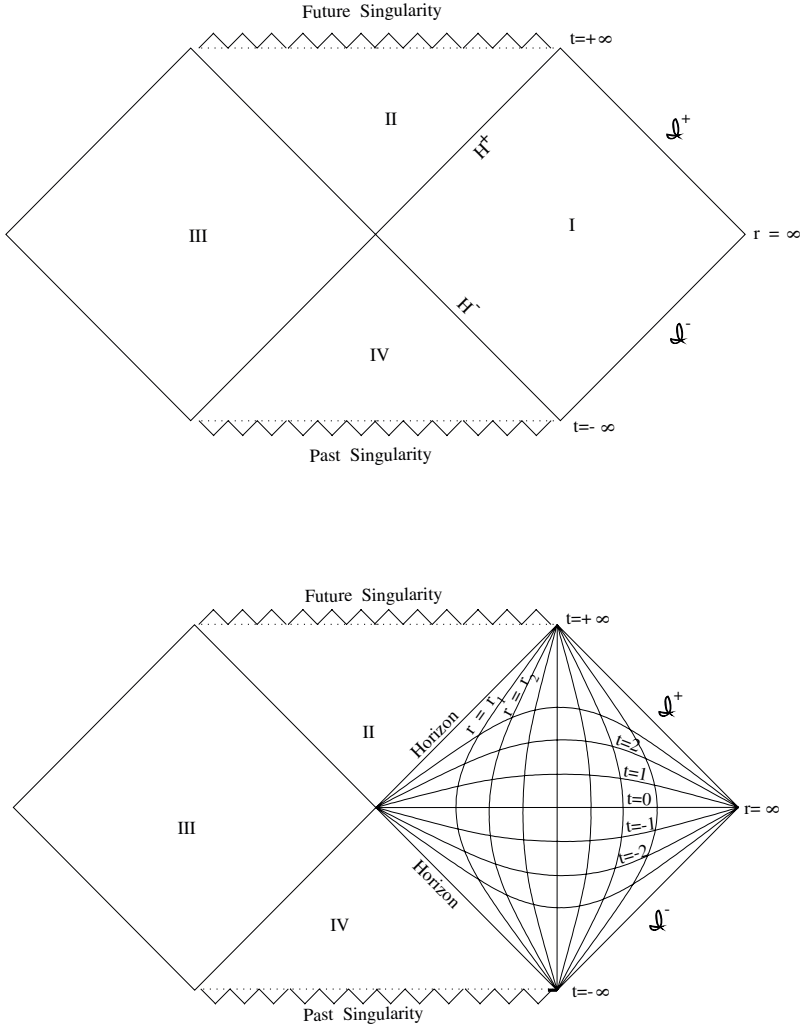 Future Singularity
t=+∞
II
H+
ℐ+
I
III
r = ∞
H-
ℐ-
IV
t=- ∞
Past Singularity
Future Singularity
t=+ ∞
r = r1
r = r2
ℐ+
Horizon
II
t=2
t=1
t=0
r= ∞
III
t=-1
t=-2
Horizon
IV
ℐ-
t=-∞
Past Singularity